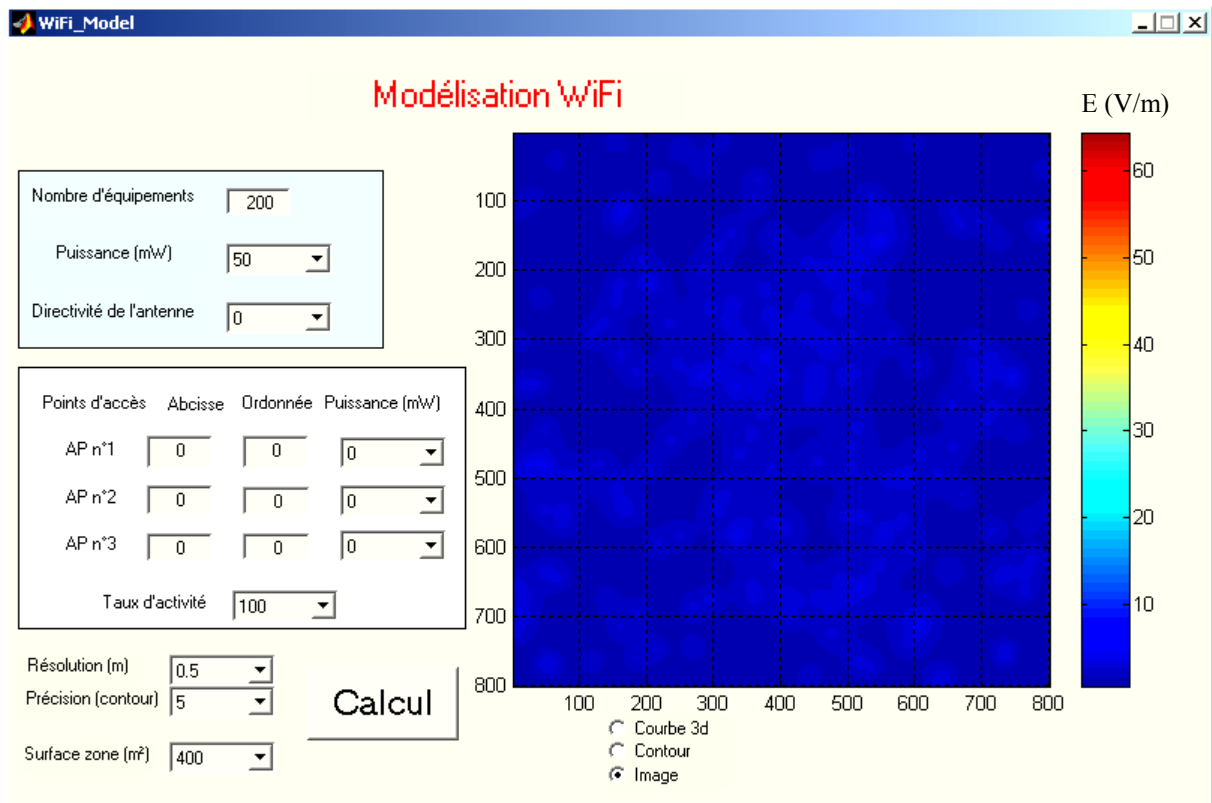 WiFi_Model
Modélisation WiFi
E (V/m)
Nombre d'équipements 200
Puissance (mW) 50
Directivité de l'antenne 0
Points d'accès Abcisse Ordonnée Puissance (mW)
AP n°1 0 0 0
AP n°2 0 0 0
AP n°3 0 0 0
Taux d'activité 100
Résolution (m) 0.5
Précision (contour) 5
Surface zone (m²) 400
Calcul
100
200
300
400
500
600
700
800
100 200 300 400 500 600 700 800
Courbe 3d
Contour
Image
60
50
40
30
20
10